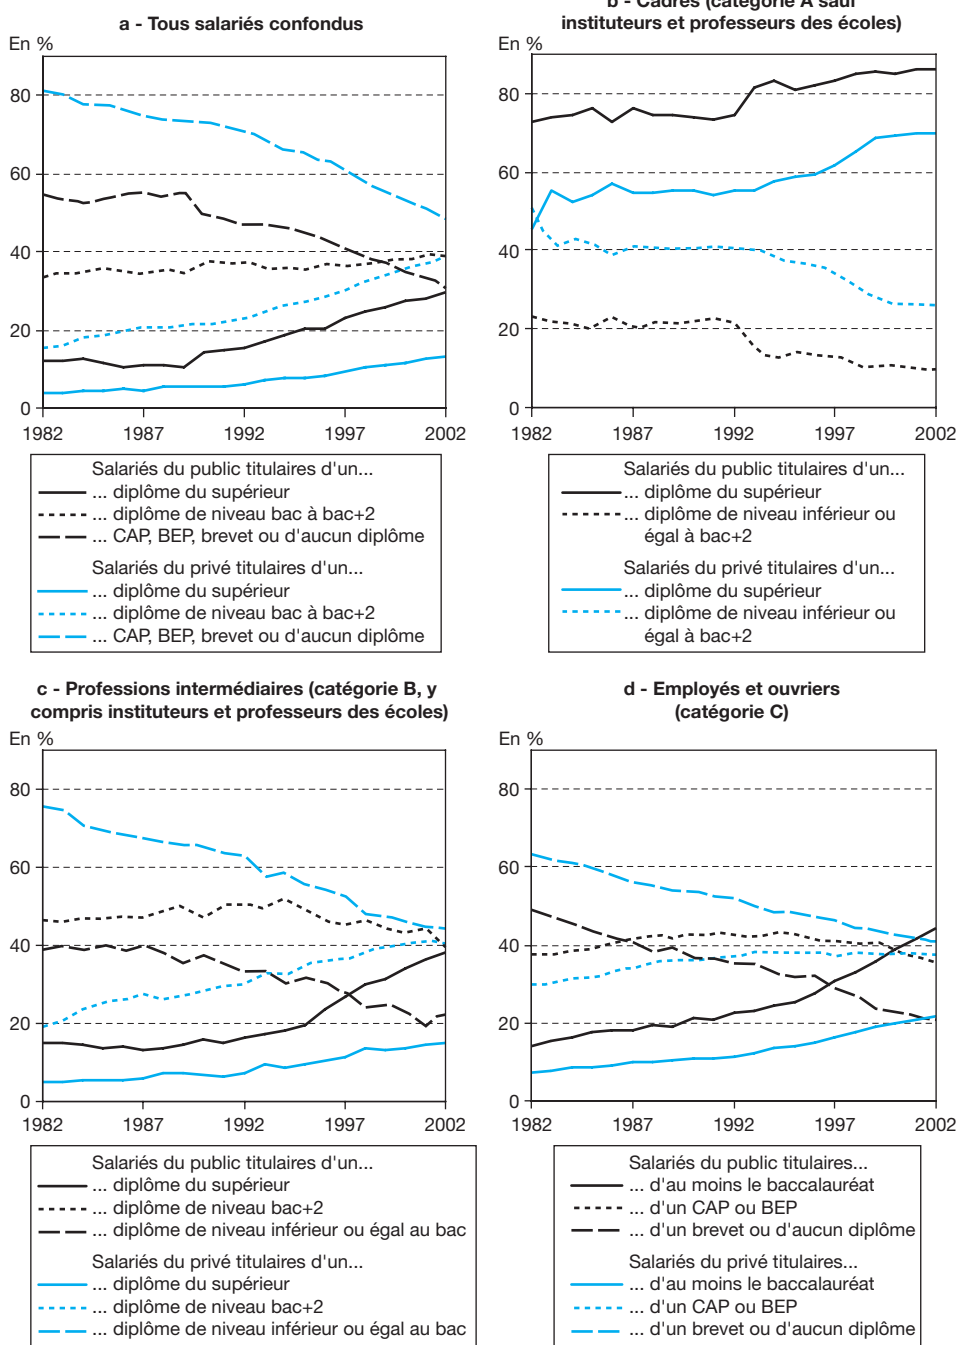 a - Tous salariés confondus
En %
80
60
40
20
0
1982 1987 1992 1997 2002
Salariés du public titulaires d'un...
... diplôme du supérieur
... diplôme de niveau bac à bac+2
... CAP, BEP, brevet ou d'aucun diplôme
Salariés du privé titulaires d'un...
... diplôme du supérieur
... diplôme de niveau bac à bac+2
... CAP, BEP, brevet ou d'aucun diplôme
b - Cadres (catégorie A sauf
instituteurs et professeurs des écoles)
En %
80
60
40
20
0
1982 1987 1992 1997 2002
Salariés du public titulaires d'un...
... diplôme du supérieur
... diplôme de niveau inférieur ou
égal à bac+2
Salariés du privé titulaires d'un...
... diplôme du supérieur
... diplôme de niveau inférieur ou
égal à bac+2
c - Professions intermédiaires (catégorie B, y
compris instituteurs et professeurs des écoles)
En %
80
60
40
20
0
1982 1987 1992 1997 2002
Salariés du public titulaires d'un...
... diplôme du supérieur
... diplôme de niveau bac+2
... diplôme de niveau inférieur ou égal au bac
Salariés du privé titulaires d'un...
... diplôme du supérieur
... diplôme de niveau bac+2
... diplôme de niveau inférieur ou égal au bac
d - Employés et ouvriers
(catégorie C)
En %
80
60
40
20
0
1982 1987 1992 1997 2002
Salariés du public titulaires...
... d'au moins le baccalauréat
... d'un CAP ou BEP
... d'un brevet ou d'aucun diplôme
Salariés du privé titulaires...
... d'au moins le baccalauréat
... d'un CAP ou BEP
... d'un brevet ou d'aucun diplôme